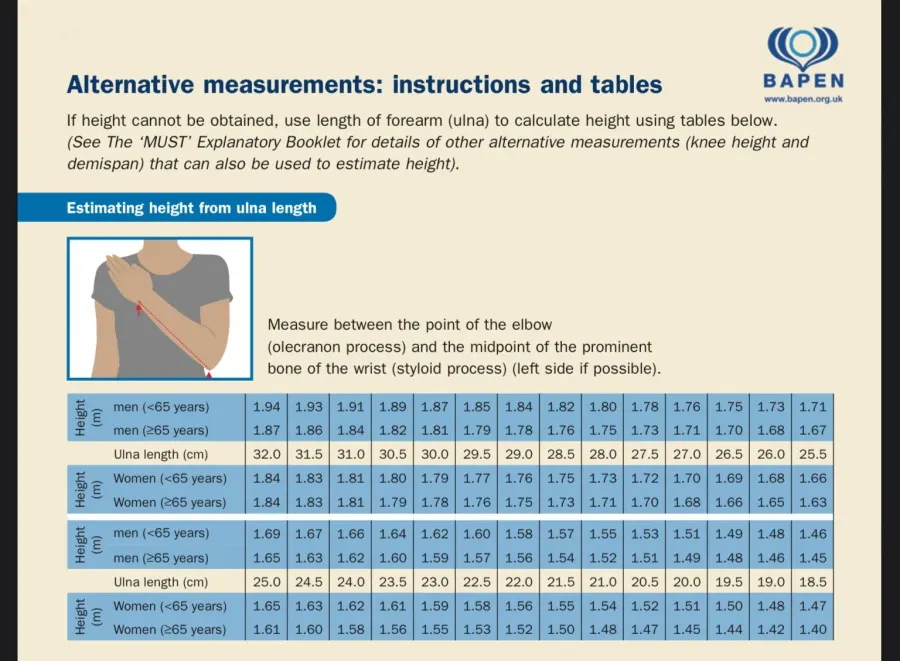 BAPEN
www.bapen.org.uk
Alternative measurements: instructions and tables
If height cannot be obtained, use length of forearm (ulna) to calculate height using tables below.
(See The ‘MUST’ Explanatory Booklet for details of other alternative measurements (knee height and
demispan) that can also be used to estimate height).
Estimating height from ulna length
Measure between the point of the elbow
(olecranon process) and the midpoint of the prominent
bone of the wrist (styloid process) (left side if possible).
Height (m)
men (<65 years) 1.94 1.93 1.91 1.89 1.87 1.85 1.84 1.82 1.80 1.78 1.76 1.75 1.73 1.71
men (≥65 years) 1.87 1.86 1.84 1.82 1.81 1.79 1.78 1.76 1.75 1.73 1.71 1.70 1.68 1.67
Ulna length (cm) 32.0 31.5 31.0 30.5 30.0 29.5 29.0 28.5 28.0 27.5 27.0 26.5 26.0 25.5
Height (m)
Women (<65 years) 1.84 1.83 1.81 1.80 1.79 1.77 1.76 1.75 1.73 1.72 1.70 1.69 1.68 1.66
Women (≥65 years) 1.84 1.83 1.81 1.79 1.78 1.76 1.75 1.73 1.71 1.70 1.68 1.66 1.65 1.63
Height (m)
men (<65 years) 1.69 1.67 1.66 1.64 1.62 1.60 1.58 1.57 1.55 1.53 1.51 1.49 1.48 1.46
men (≥65 years) 1.65 1.63 1.62 1.60 1.59 1.57 1.56 1.54 1.52 1.51 1.49 1.48 1.46 1.45
Ulna length (cm) 25.0 24.5 24.0 23.5 23.0 22.5 22.0 21.5 21.0 20.5 20.0 19.5 19.0 18.5
Height (m)
Women (<65 years) 1.65 1.63 1.62 1.61 1.59 1.58 1.56 1.55 1.54 1.52 1.51 1.50 1.48 1.47
Women (≥65 years) 1.61 1.60 1.58 1.56 1.55 1.53 1.52 1.50 1.48 1.47 1.45 1.44 1.42 1.40